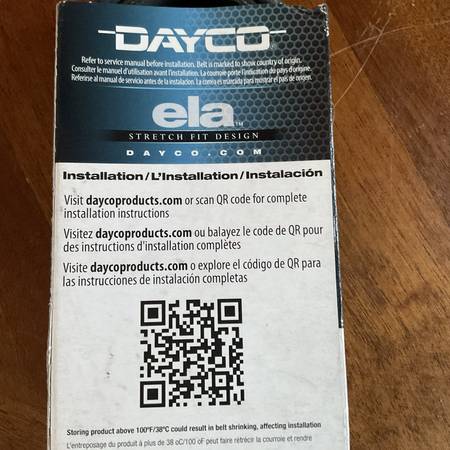 DAYCO
Refer to service manual before installation. Belt is marked to show country of origin.
Consulter le manuel d'utilisation avant l'installation. La courroie porte l'indication du pays d'origine.
Referirse al manual de servicio antes de la instalacion. La correa es marcada para mostrar el pais de origen.
ela™
STRETCH FIT DESIGN
DAYCO.COM
Installation/L'Installation/Instalación
Visit daycoproducts.com or scan QR code for complete
installation instructions
Visitez daycoproducts.com ou balayez le code de QR pour
des instructions d'installation complètes
Visite daycoproducts.com o explore el código de QR para
las instrucciones de instalación completas
Storing product above 100°F/38°C could result in belt shrinking, affecting installation
L'entreposage du produit à plus de 38 oC/100 oF peut faire rétrécir la courroie et rendre